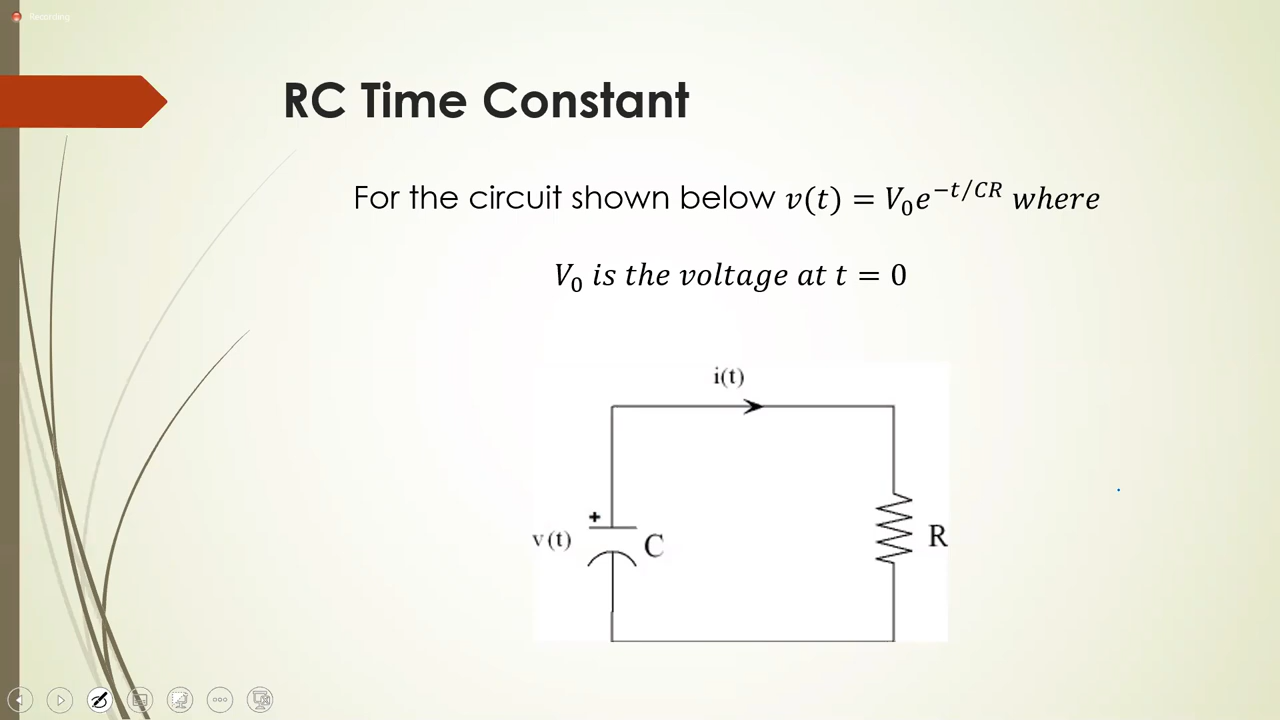 Recording
RC Time Constant
For the circuit shown below v(t) = V₀e^{−t/CR} where
V₀ is the voltage at t = 0
i(t)
+
v(t)
C
R